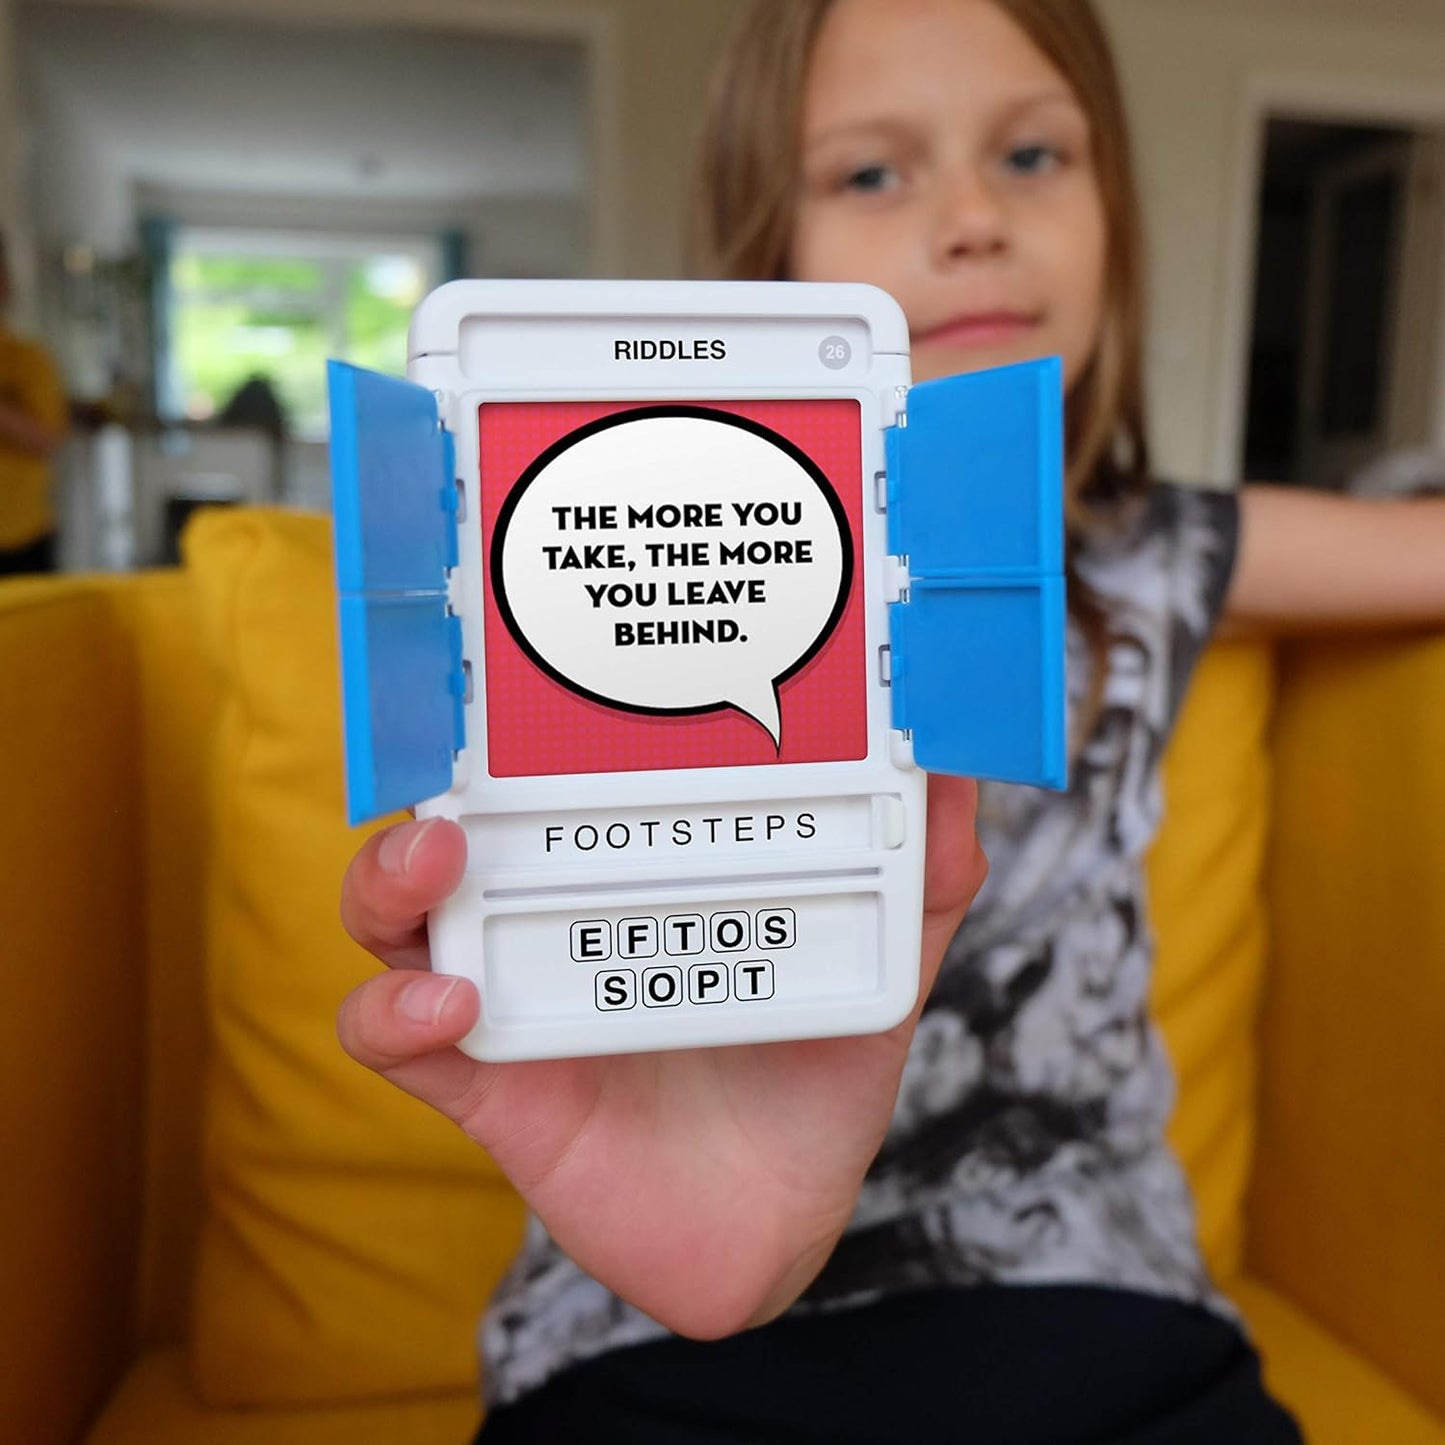 RIDDLES 26
THE MORE YOU
TAKE, THE MORE
YOU LEAVE
BEHIND.
FOOTSTEPS
EFTOS
SOPT